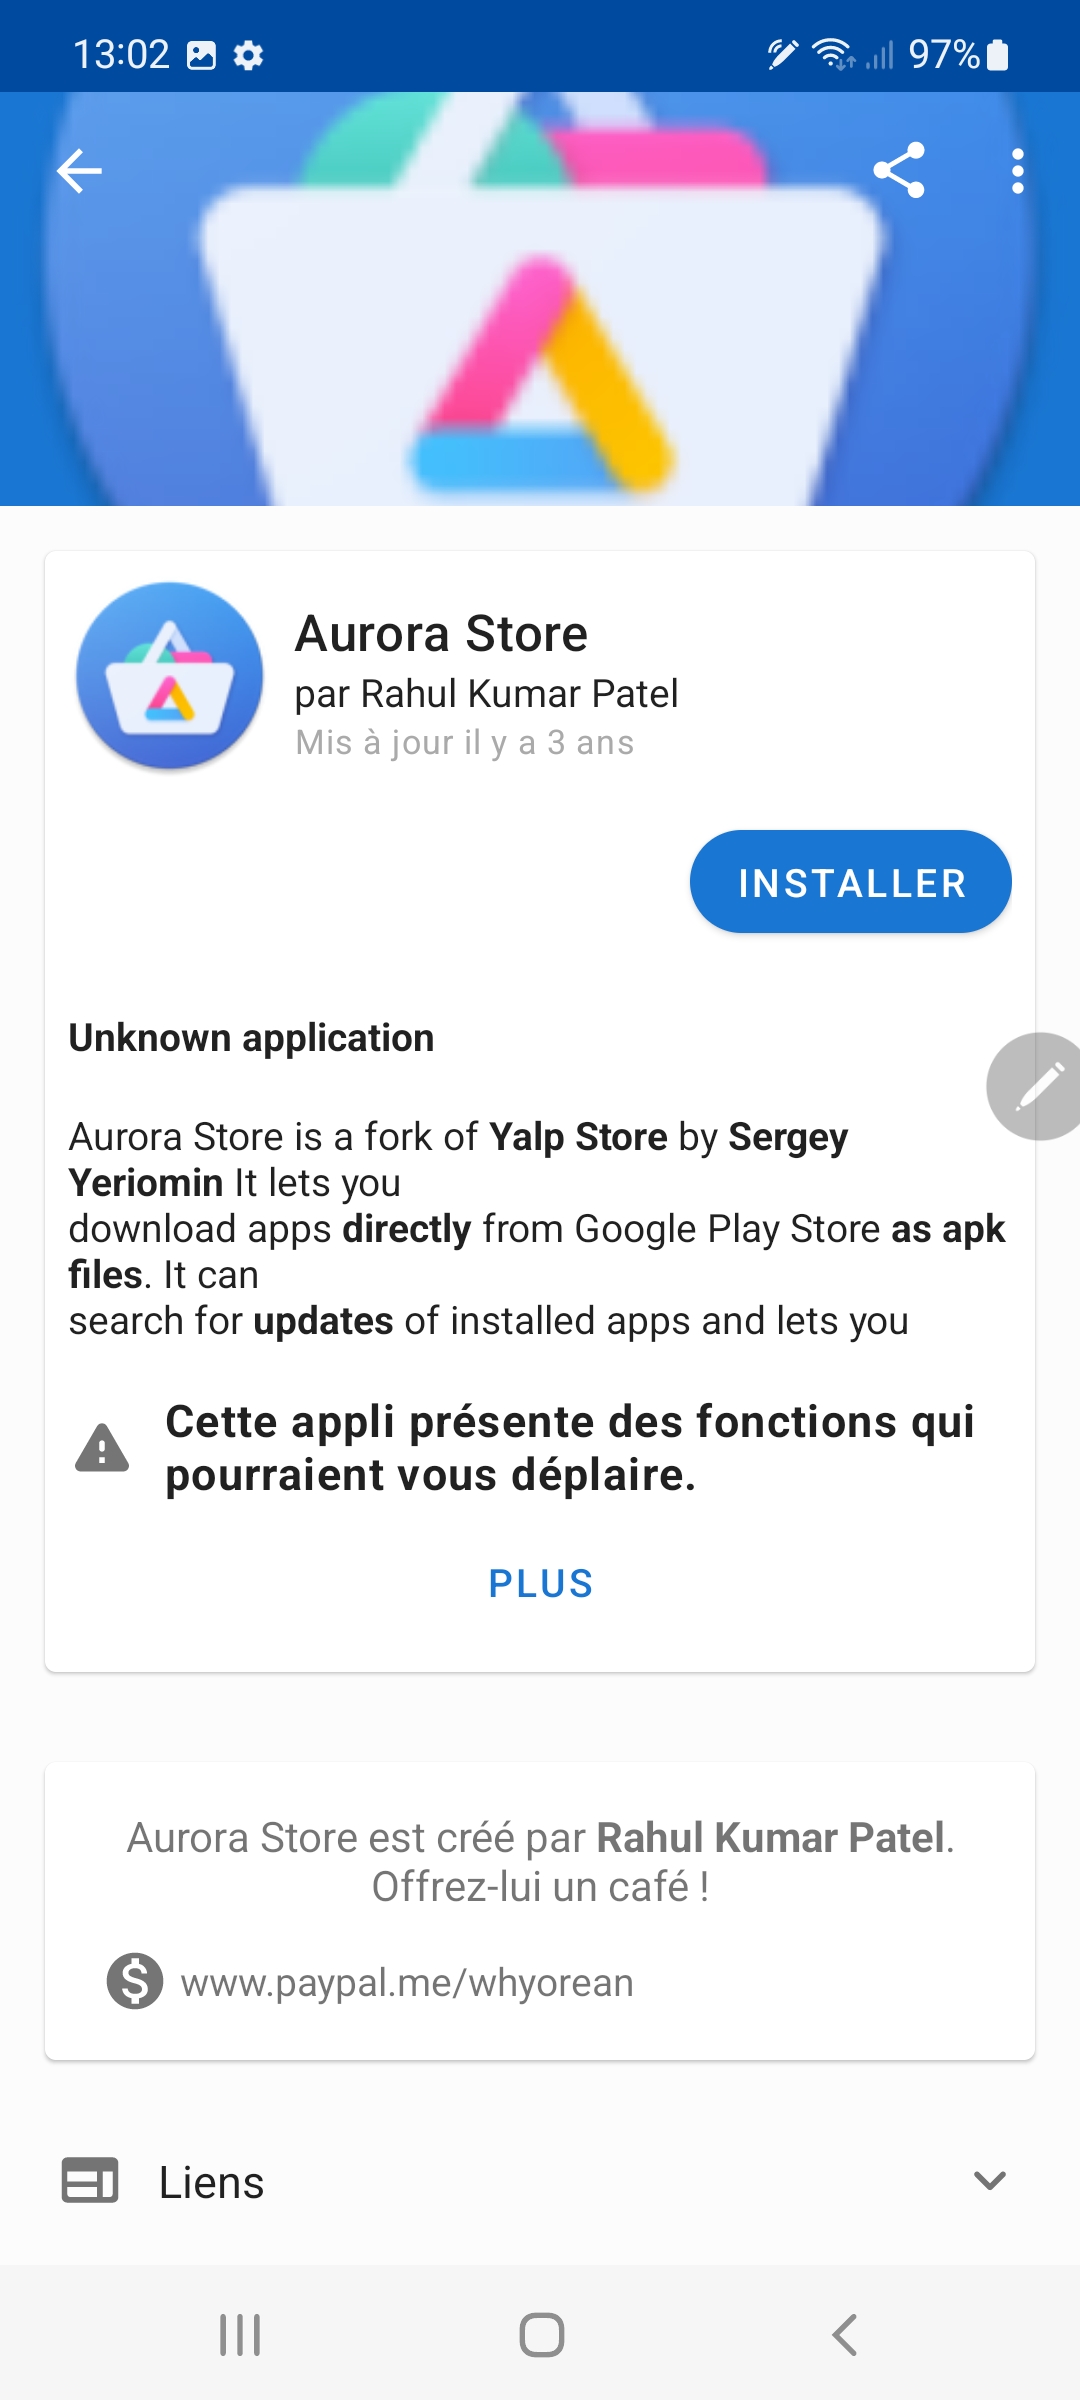 13:02
97%
Aurora Store
par Rahul Kumar Patel
Mis à jour il y a 3 ans
INSTALLER
Unknown application
Aurora Store is a fork of Yalp Store by Sergey
Yeriomin It lets you
download apps directly from Google Play Store as apk
files. It can
search for updates of installed apps and lets you
Cette appli présente des fonctions qui
pourraient vous déplaire.
PLUS
Aurora Store est créé par Rahul Kumar Patel.
Offrez-lui un café !
www.paypal.me/whyorean
Liens